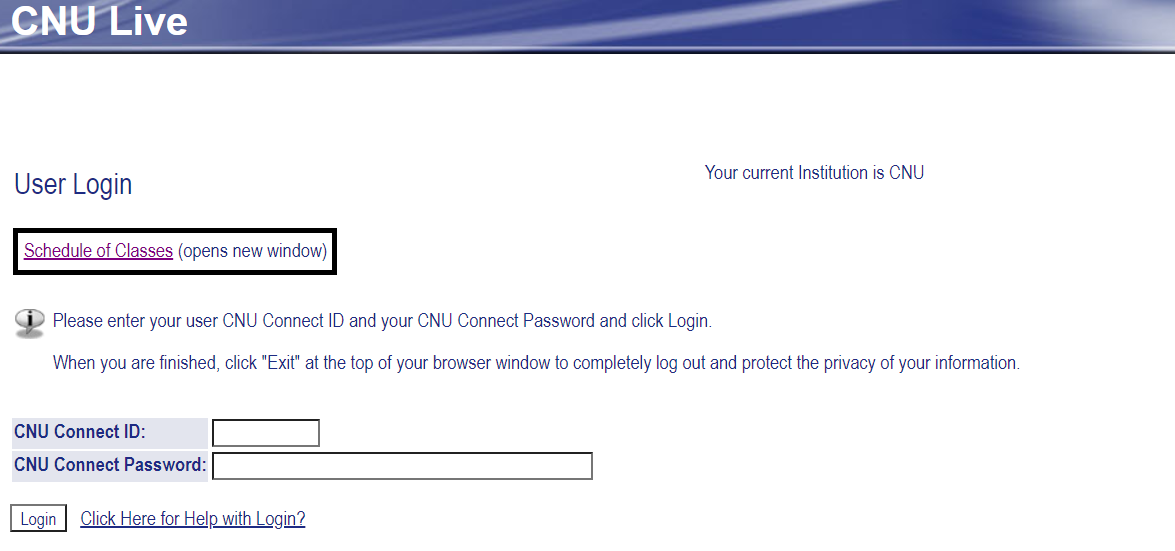 CNU Live
Your current Institution is CNU
User Login
Schedule of Classes (opens new window)
Please enter your user CNU Connect ID and your CNU Connect Password and click Login.
When you are finished, click "Exit" at the top of your browser window to completely log out and protect the privacy of your information.
CNU Connect ID:
CNU Connect Password:
Login Click Here for Help with Login?